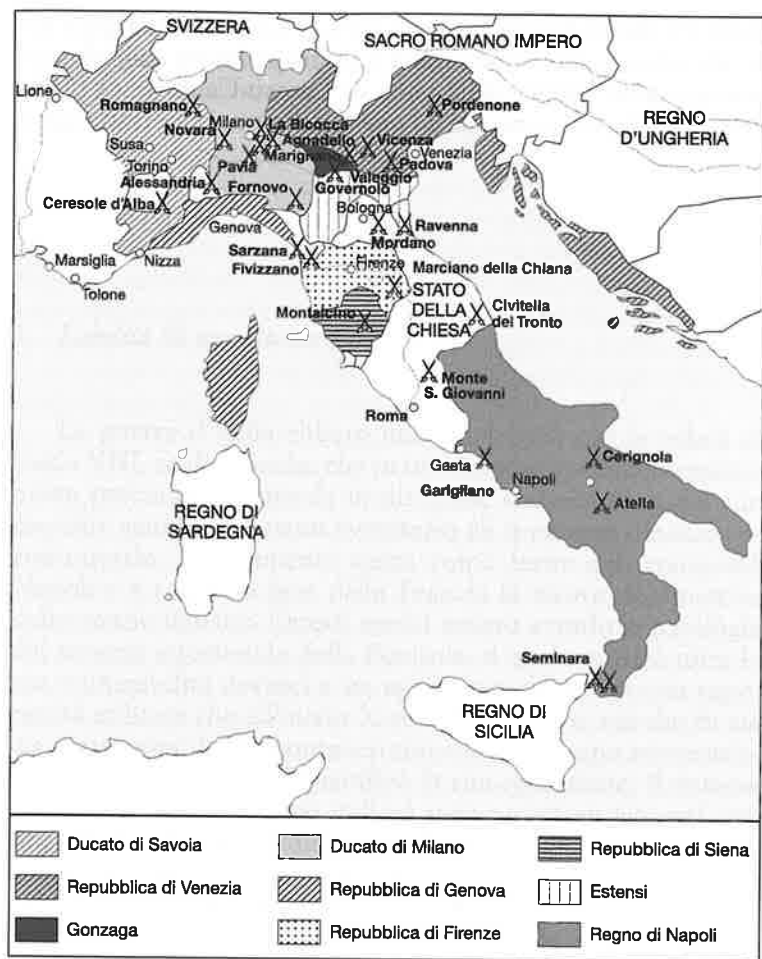 SVIZZERA
SACRO ROMANO IMPERO
Lione
Romagnano
Pordenone
REGNO
D'UNGHERIA
Milano
La Bicocca
Novara
Agnadello
Vicenza
Susa
Venezia
Torino
Pavia
Marignano
Padova
Valeggio
Alessandria
Fornovo
Governolo
Ceresole d'Alba
Bologna
Ravenna
Genova
Mordano
Sarzana
Marsiglia
Nizza
Fivizzano
Firenze
Marciano della Chiana
Tolone
STATO
DELLA
CHIESA
Montalcino
Civitella
del Tronto
Monte
S. Giovanni
Roma
Gaeta
Cerignola
Garigliano
Napoli
Atella
REGNO DI
SARDEGNA
Seminara
REGNO DI
SICILIA
Ducato di Savoia
Ducato di Milano
Repubblica di Siena
Repubblica di Venezia
Repubblica di Genova
Estensi
Gonzaga
Repubblica di Firenze
Regno di Napoli